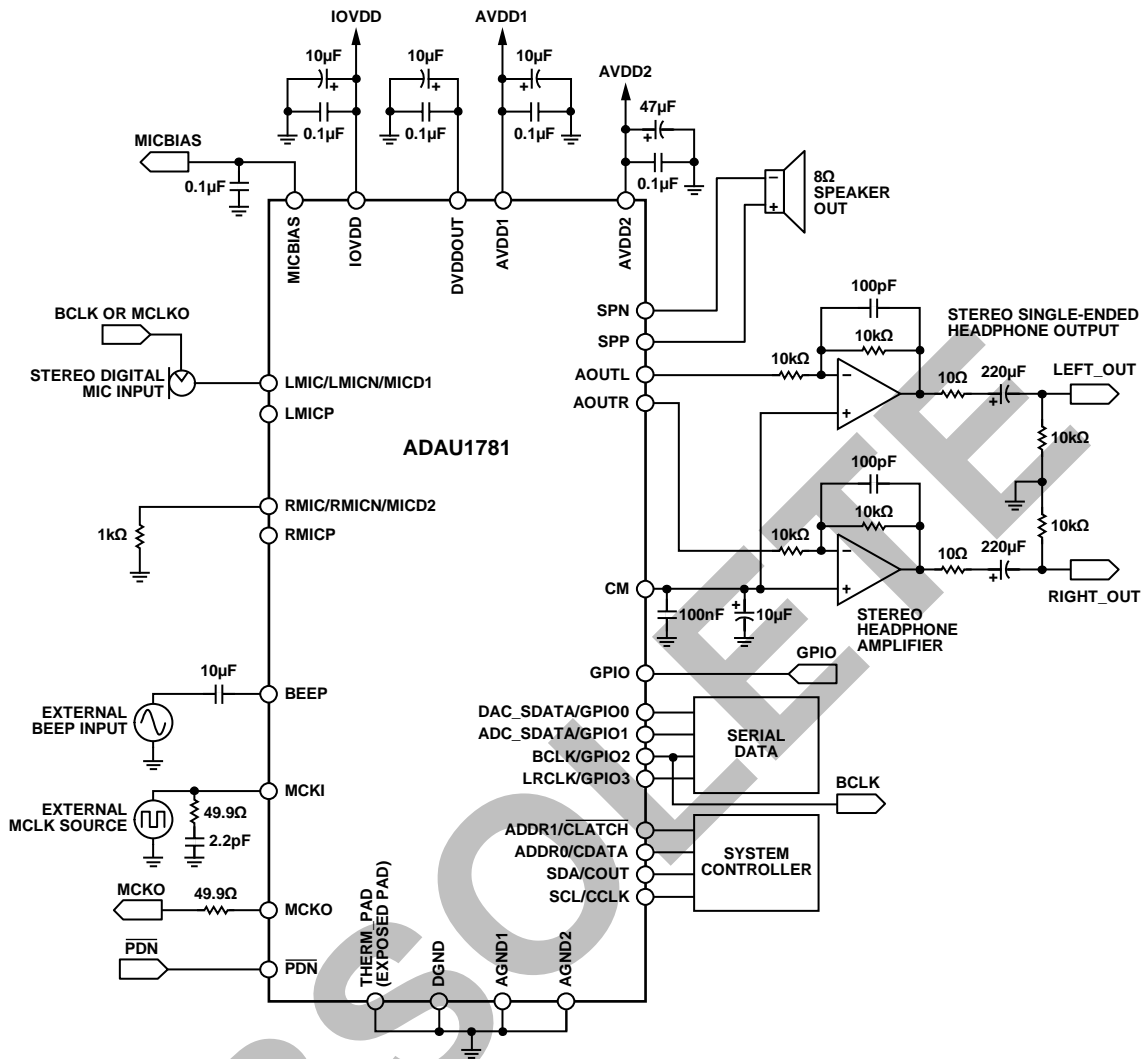 IOVDD
AVDD1
10µF
10µF
10µF
AVDD2
47µF
0.1µF
0.1µF
0.1µF
0.1µF
MICBIAS
0.1µF
8Ω
SPEAKER
OUT
−
+
MICBIAS
IOVDD
DVDDOUT
AVDD1
AVDD2
BCLK OR MCLKO
STEREO DIGITAL
MIC INPUT
LMIC/LMICN/MICD1
LMICP
ADAU1781
RMIC/RMICN/MICD2
RMICP
1kΩ
SPN
SPP
AOUTL
AOUTR
100pF
10kΩ
10kΩ
STEREO SINGLE-ENDED
HEADPHONE OUTPUT
10Ω
220µF
LEFT_OUT
10kΩ
100pF
10kΩ
10kΩ
10kΩ
10Ω
220µF
RIGHT_OUT
CM
100nF
10µF
STEREO
HEADPHONE
AMPLIFIER
GPIO
GPIO
10µF
BEEP
EXTERNAL
BEEP INPUT
DAC_SDATA/GPIO0
ADC_SDATA/GPIO1
BCLK/GPIO2
LRCLK/GPIO3
SERIAL
DATA
BCLK
MCKI
EXTERNAL
MCLK SOURCE
49.9Ω
2.2pF
ADDR1/CLATCH
ADDR0/CDATA
SDA/COUT
SCL/CCLK
SYSTEM
CONTROLLER
MCKO
49.9Ω
MCKO
PDN
PDN
THERM_PAD
(EXPOSED PAD)
DGND
AGND1
AGND2
OBSOLETE